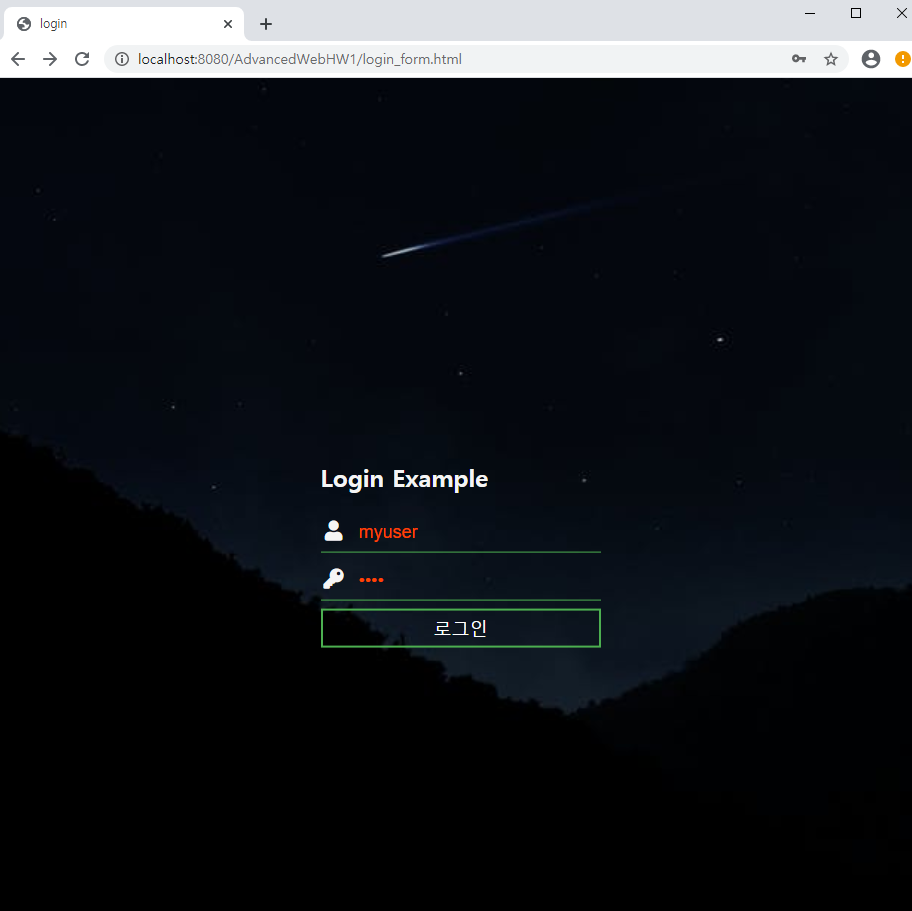 login
localhost:8080/AdvancedWebHW1/login_form.html
Login Example
myuser
••••
로그인